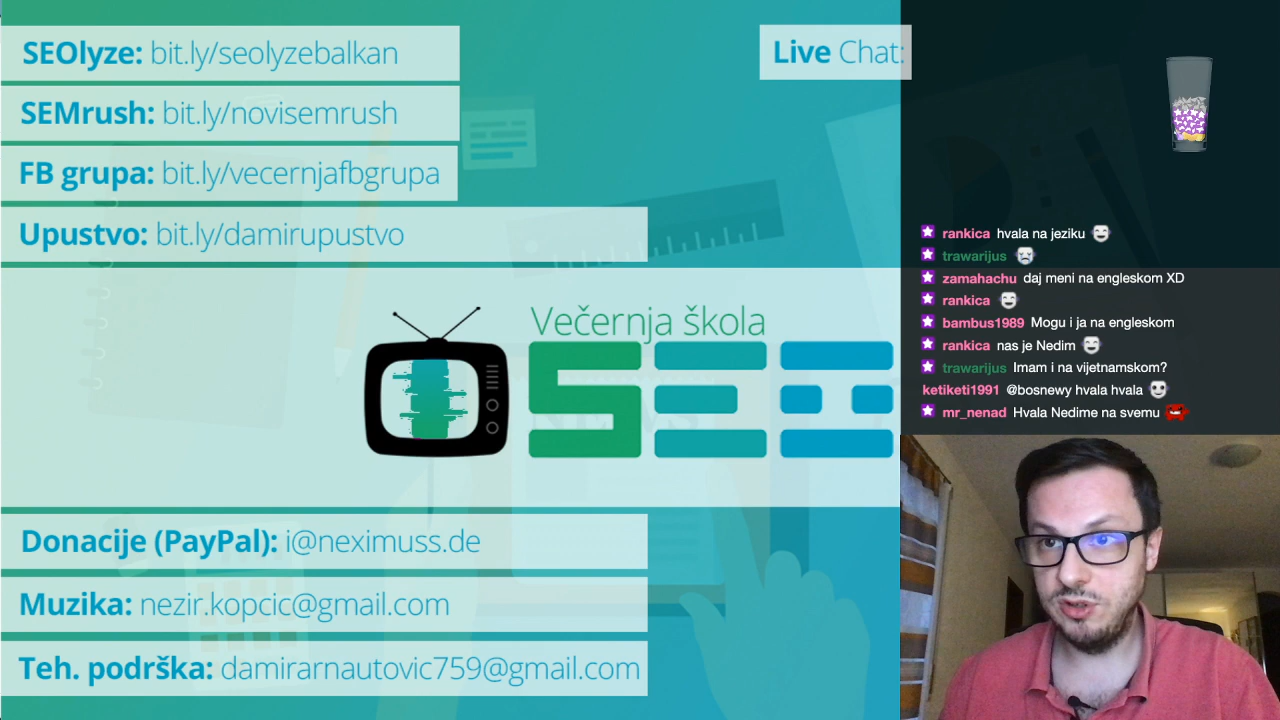 SEOlyze: bit.ly/seolyzebalkan
SEMrush: bit.ly/novisemrush
FB grupa: bit.ly/vecernjafbgrupa
Upustvo: bit.ly/damirupustvo
Večernja škola
SEO
Donacije (PayPal): i@neximuss.de
Muzika: nezir.kopcic@gmail.com
Teh. podrška: damirarnautovic759@gmail.com
Live Chat:
rankica hvala na jeziku
trawarijus
zamahachu daj meni na engleskom XD
rankica
bambus1989 Mogu i ja na engleskom
rankica nas je Nedim
trawarijus Imam i na vijetnamskom?
ketiketi1991 @bosnewy hvala hvala
mr_nenad Hvala Nedime na svemu